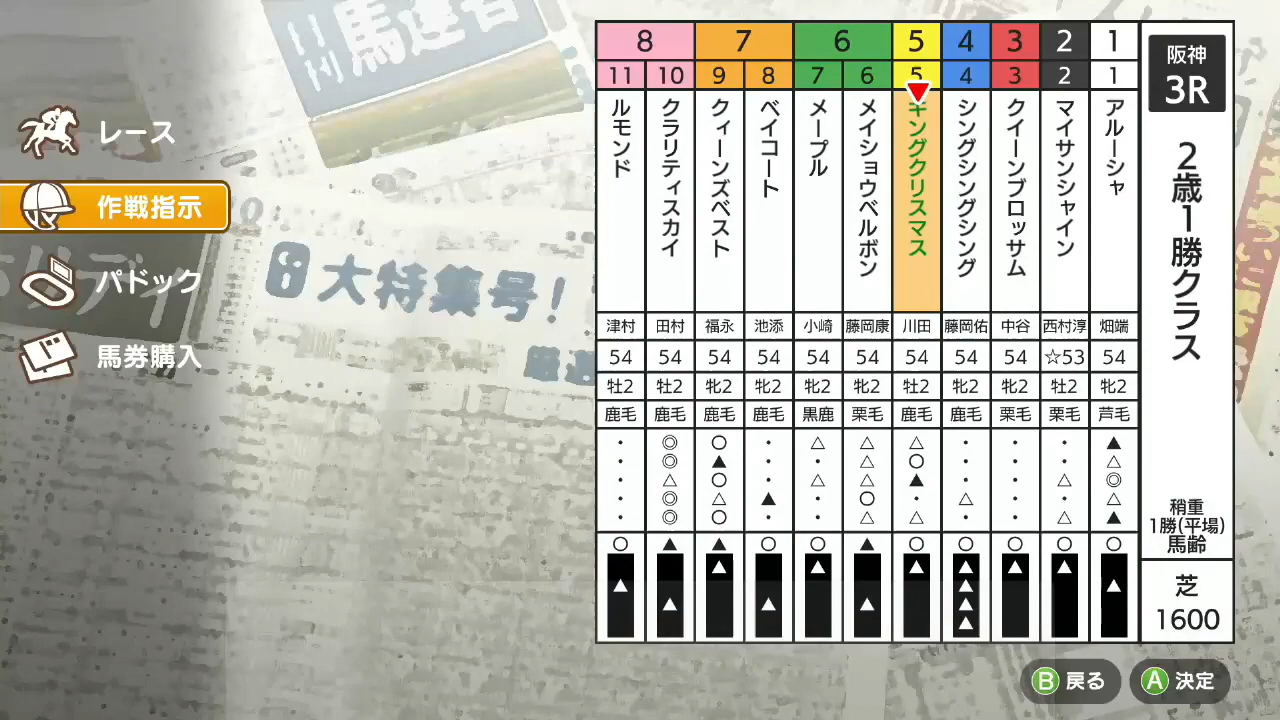 レース
作戦指示
パドック
馬券購入
大特集号!
阪神
3R
2歳1勝クラス
稍重
1勝(平場)
馬齢
芝
1600
8 7 6 5 4 3 2 1
11 10 9 8 7 6 5 4 3 2 1
ルモンド
クラリティスカイ
クィーンズベスト
ベイコート
メープル
メイショウベルボン
キングクリスマス
シングシングシング
クイーンブロッサム
マイサンシャイン
アルーシャ
津村 田村 福永 池添 小崎 藤岡康 川田 藤岡佑 中谷 西村淳 畑端
54 54 54 54 54 54 54 54 54 ☆53 54
牡2 牡2 牝2 牝2 牝2 牝2 牡2 牝2 牝2 牡2 牝2
鹿毛 鹿毛 鹿毛 鹿毛 黒鹿 栗毛 鹿毛 鹿毛 栗毛 栗毛 芦毛
・ ◎ ○ ・ △ △ △ ・ ・ ・ ▲
・ ◎ ▲ ・ ・ △ ○ ・ ・ ・ △
・ △ ○ ・ △ △ ▲ ・ ・ △ ◎
・ ◎ △ ▲ ・ ○ ・ △ ・ ・ △
・ ◎ ○ ・ ・ △ △ ・ ・ △ ▲
○ ▲ ▲ ○ ○ ▲ ○ ○ ○ ○ ○
B 戻る
A 決定